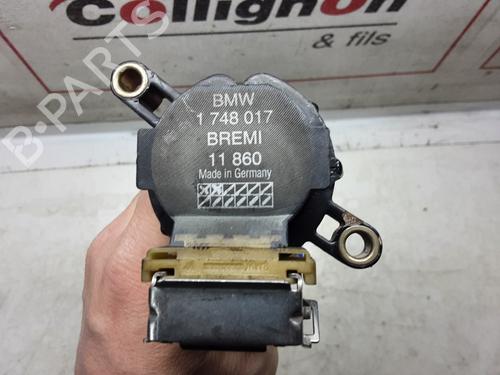 Collignon
& fils
B-PARTS
BMW
1 748 017
BREMI
11 860
Made in Germany